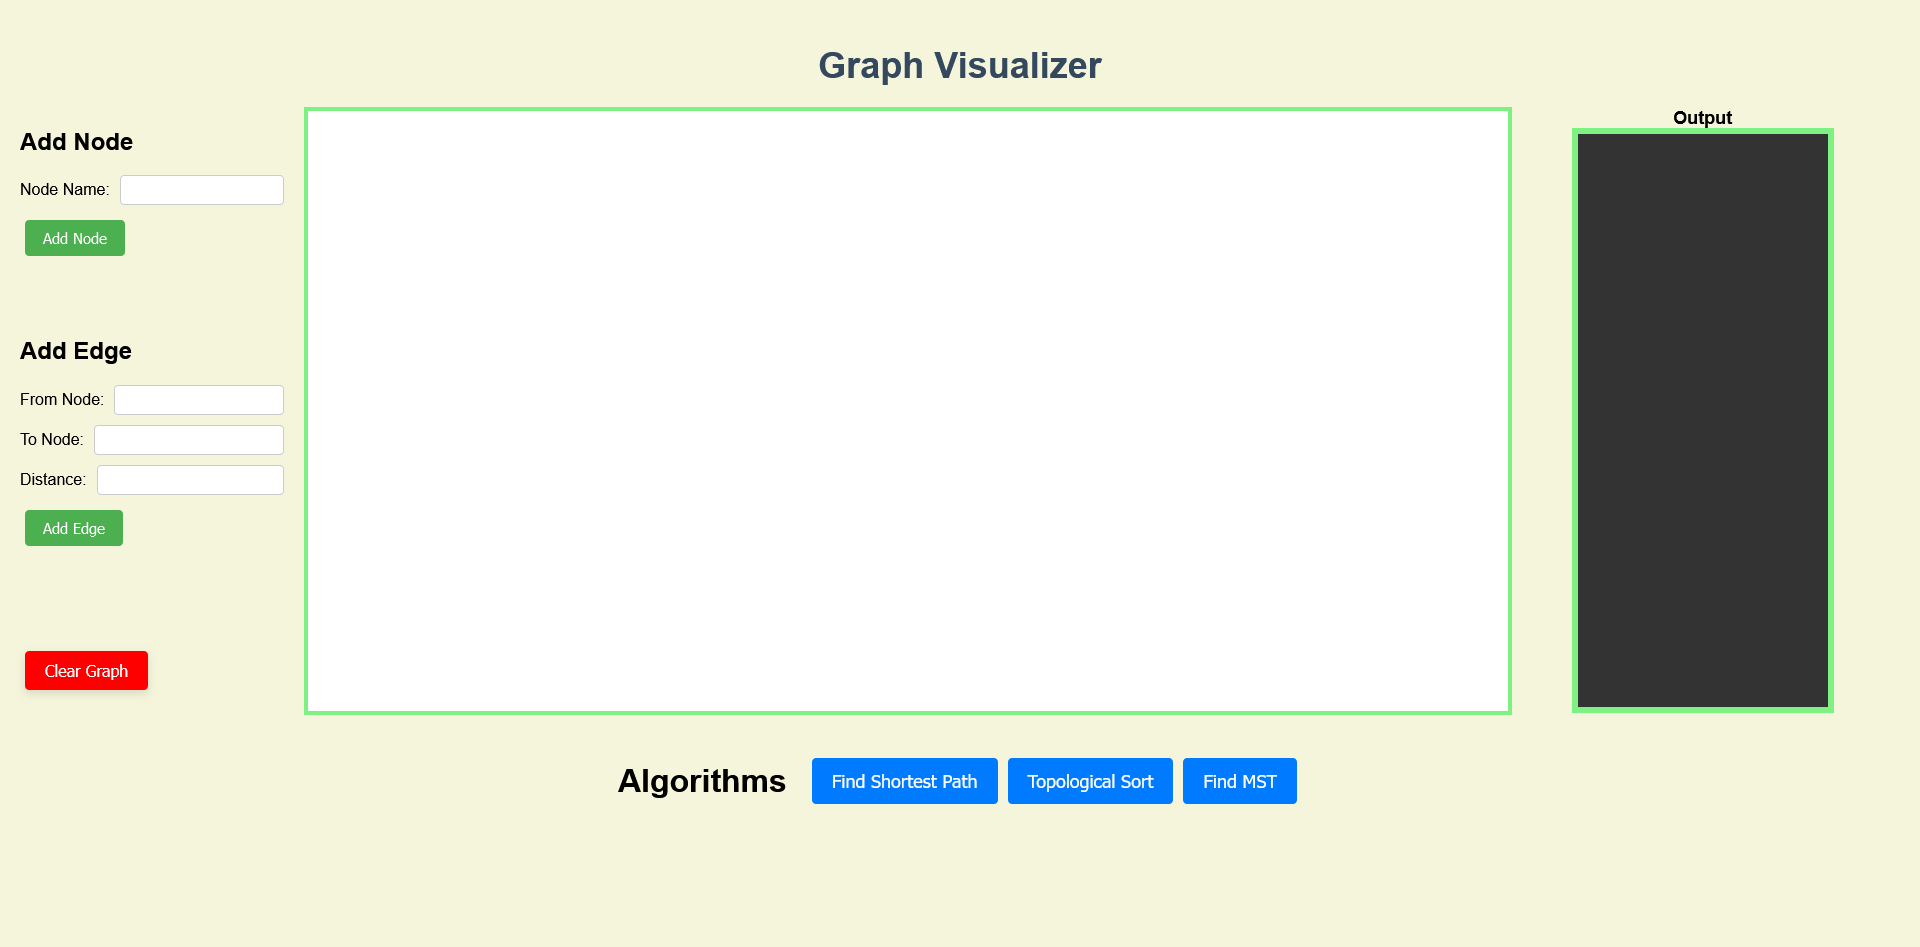 Graph Visualizer
Add Node
Node Name:
Add Node
Add Edge
From Node:
To Node:
Distance:
Add Edge
Clear Graph
Output
Algorithms
Find Shortest Path
Topological Sort
Find MST